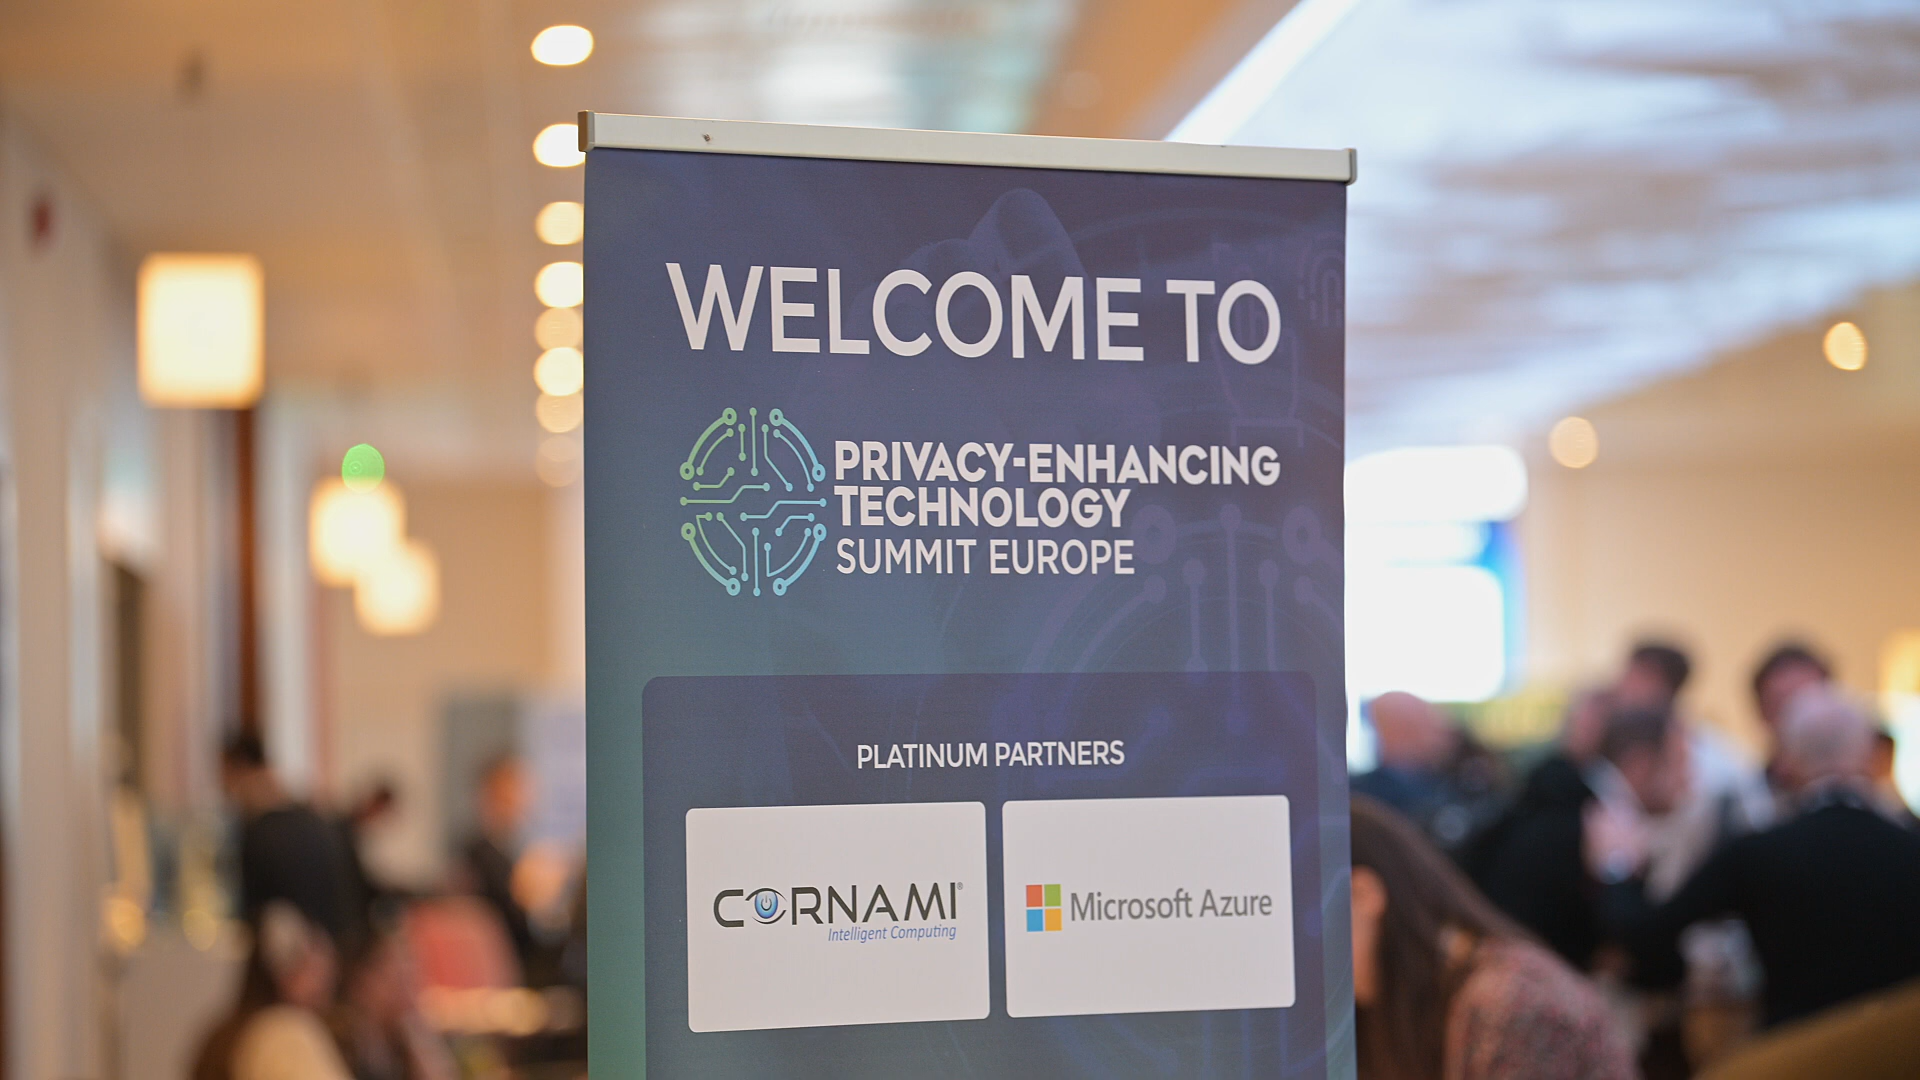 WELCOME TO
PRIVACY-ENHANCING
TECHNOLOGY
SUMMIT EUROPE
PLATINUM PARTNERS
CORNAMI®
Intelligent Computing
Microsoft Azure